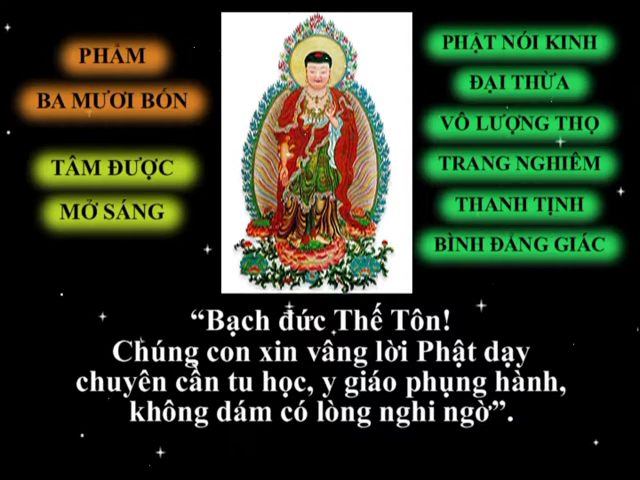 PHẨM
BA MƯƠI BỐN
TÂM ĐƯỢC
MỞ SÁNG
PHẬT NÓI KINH
ĐẠI THỪA
VÔ LƯỢNG THỌ
TRANG NGHIÊM
THANH TỊNH
BÌNH ĐẲNG GIÁC
“Bạch đức Thế Tôn!
Chúng con xin vâng lời Phật dạy
chuyên cần tu học, y giáo phụng hành,
không dám có lòng nghi ngờ”.